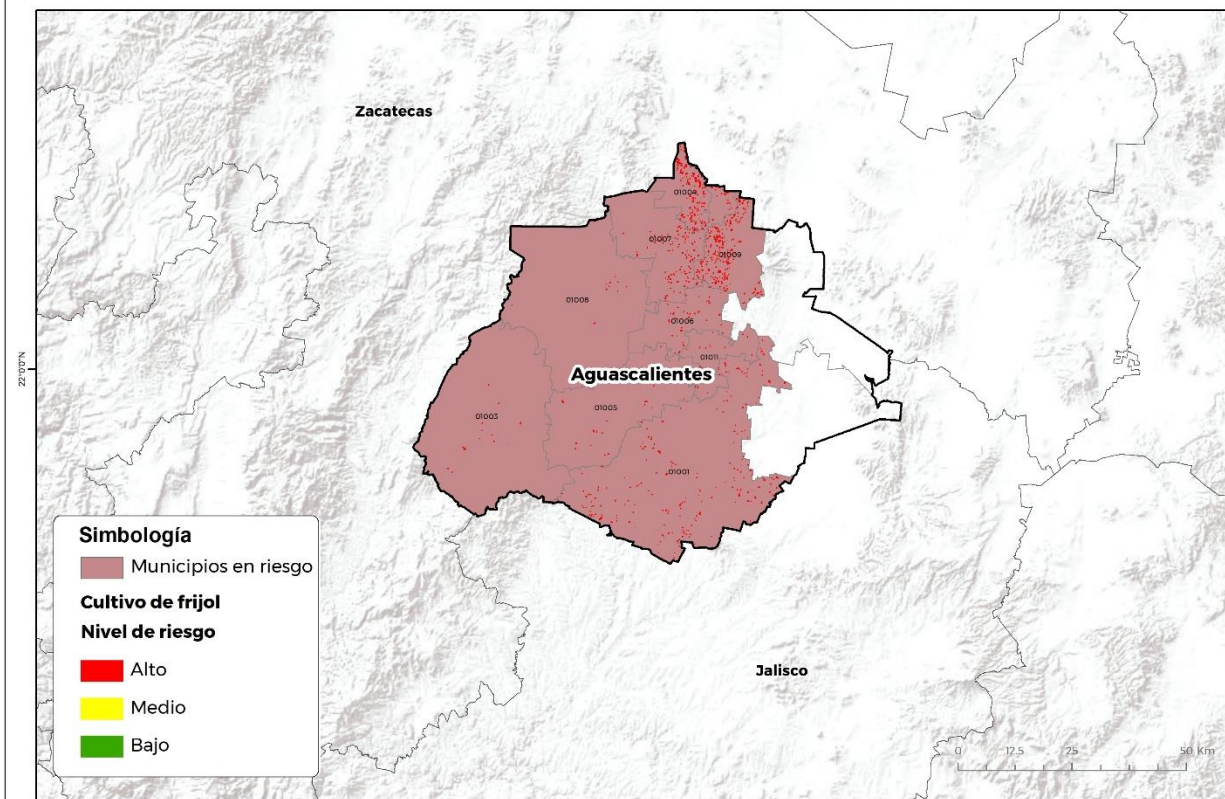 Zacatecas
01004
01007
01009
01008
01006
01011
22°0'0"N
Aguascalientes
01003
01005
01001
Simbología
Municipios en riesgo
Cultivo de frijol
Nivel de riesgo
Alto
Medio
Bajo
Jalisco
0 12.5 25 50 Km